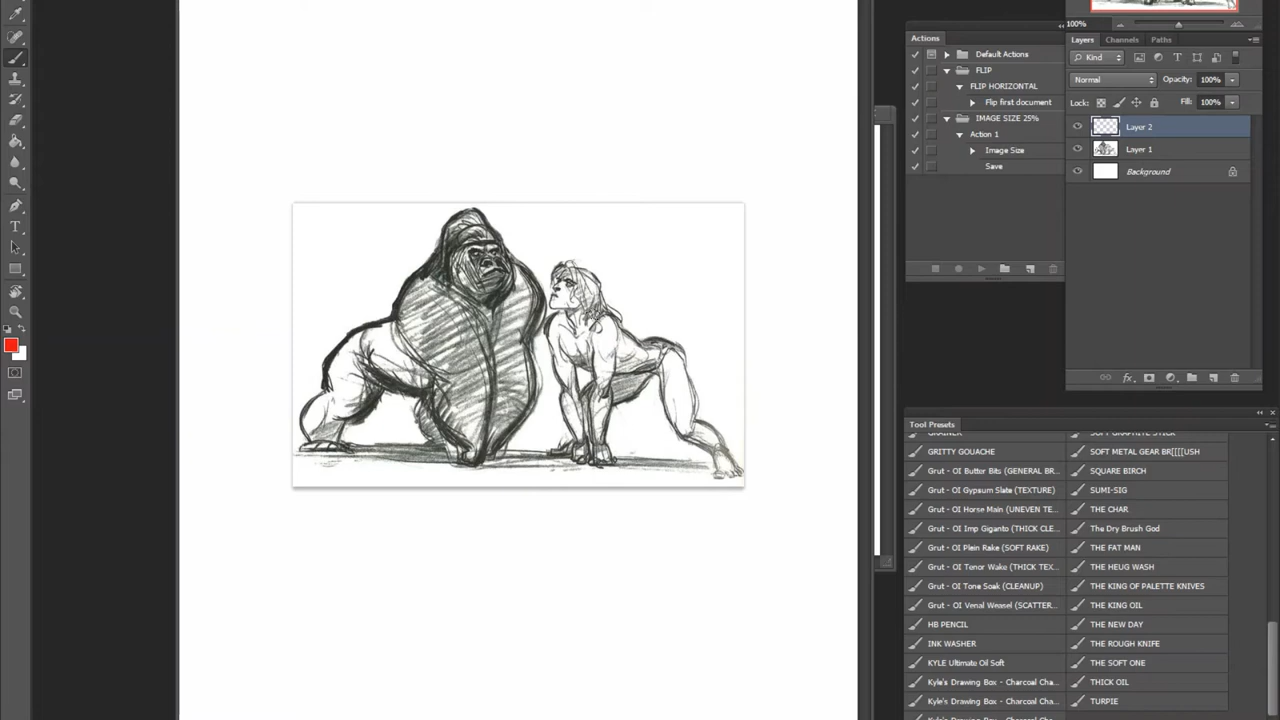 100%
Actions
Default Actions
FLIP
FLIP HORIZONTAL
Flip first document
IMAGE SIZE 25%
Action 1
Image Size
Save
Layers Channels Paths
Kind
Normal Opacity: 100%
Lock: Fill: 100%
Layer 2
Layer 1
Background
fx
Tool Presets
GRAINER
GRITTY GOUACHE
Grut - OI Butter Bits (GENERAL BR...
Grut - OI Gypsum Slate (TEXTURE)
Grut - OI Horse Main (UNEVEN TE...
Grut - OI Imp Giganto (THICK CLE...
Grut - OI Plein Rake (SOFT RAKE)
Grut - OI Tenor Wake (THICK TEX...
Grut - OI Tone Soak (CLEANUP)
Grut - OI Venal Weasel (SCATTER...
HB PENCIL
INK WASHER
KYLE Ultimate Oil Soft
Kyle's Drawing Box - Charcoal Cha...
Kyle's Drawing Box - Charcoal Cha...
SOFT GRAPHITE STICK
SOFT METAL GEAR BR[[[[USH
SQUARE BIRCH
SUMI-SIG
THE CHAR
The Dry Brush God
THE FAT MAN
THE HEUG WASH
THE KING OF PALETTE KNIVES
THE KING OIL
THE NEW DAY
THE ROUGH KNIFE
THE SOFT ONE
THICK OIL
TURPIE